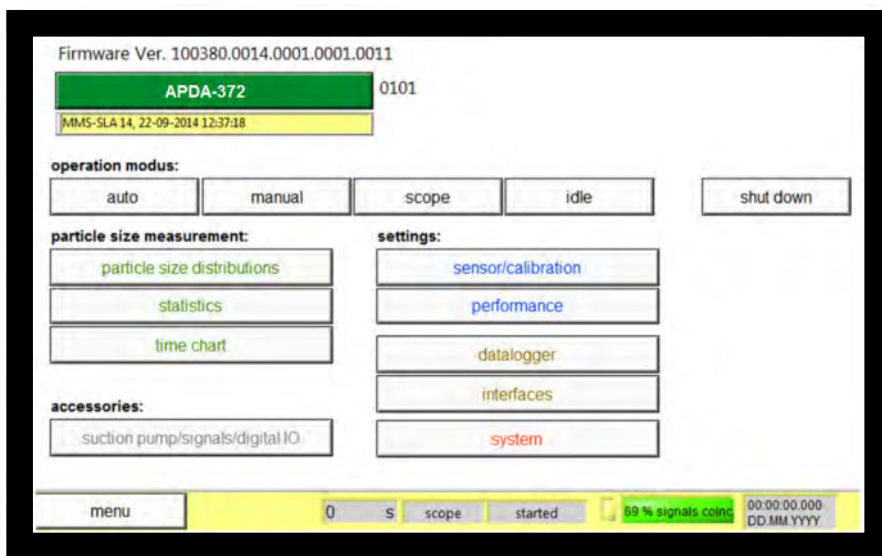 Firmware Ver. 100380.0014.0001.0001.0011
APDA-372 0101
MMS-SLA 14, 22-09-2014 12:37:18
operation modus:
auto manual scope idle shut down
particle size measurement: settings:
particle size distributions sensor/calibration
statistics performance
time chart
datalogger
interfaces
accessories:
suction pump/signals/digital IO system
menu 0 s scope started 69 % signals coinc 00:00:00.000
DD.MM.YYYY